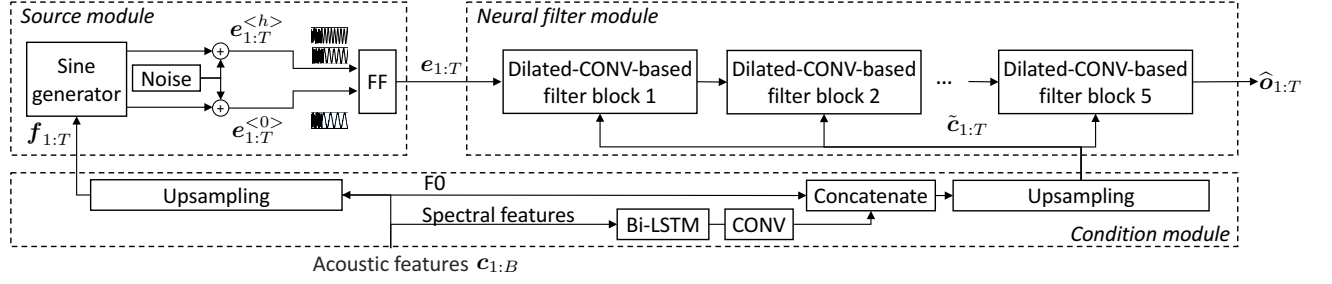 Source module
Sine generator
Noise
+
+
e_{1:T}^{<h>}
e_{1:T}^{<0>}
FF
f_{1:T}
e_{1:T}
Neural filter module
Dilated-CONV-based
filter block 1
Dilated-CONV-based
filter block 2
...
Dilated-CONV-based
filter block 5
\hat{o}_{1:T}
\tilde{c}_{1:T}
Upsampling
F0
Spectral features
Bi-LSTM
CONV
Concatenate
Upsampling
Condition module
Acoustic features c_{1:B}